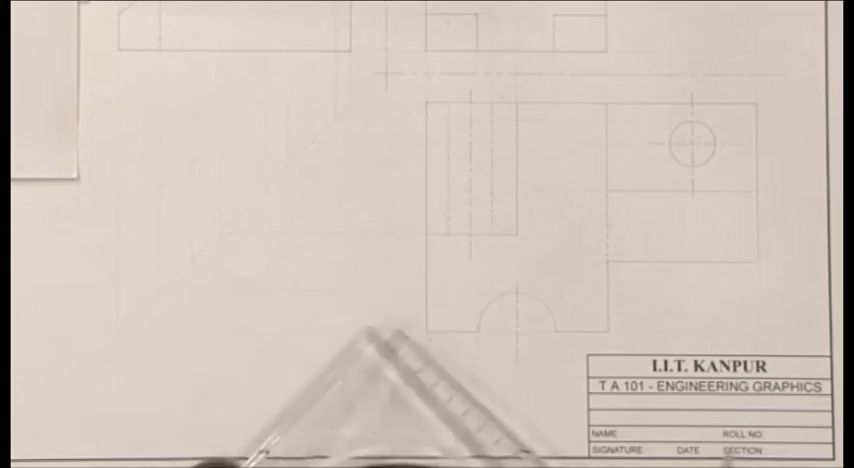 I.I.T. KANPUR
T A 101 - ENGINEERING GRAPHICS
NAME ROLL NO.
SIGNATURE DATE SECTION